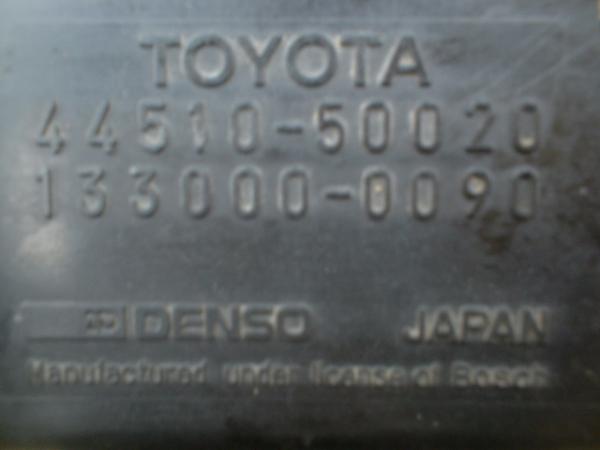 TOYOTA
44510-50020
133000-0090
DENSO JAPAN
Manufactured under license of Bosch